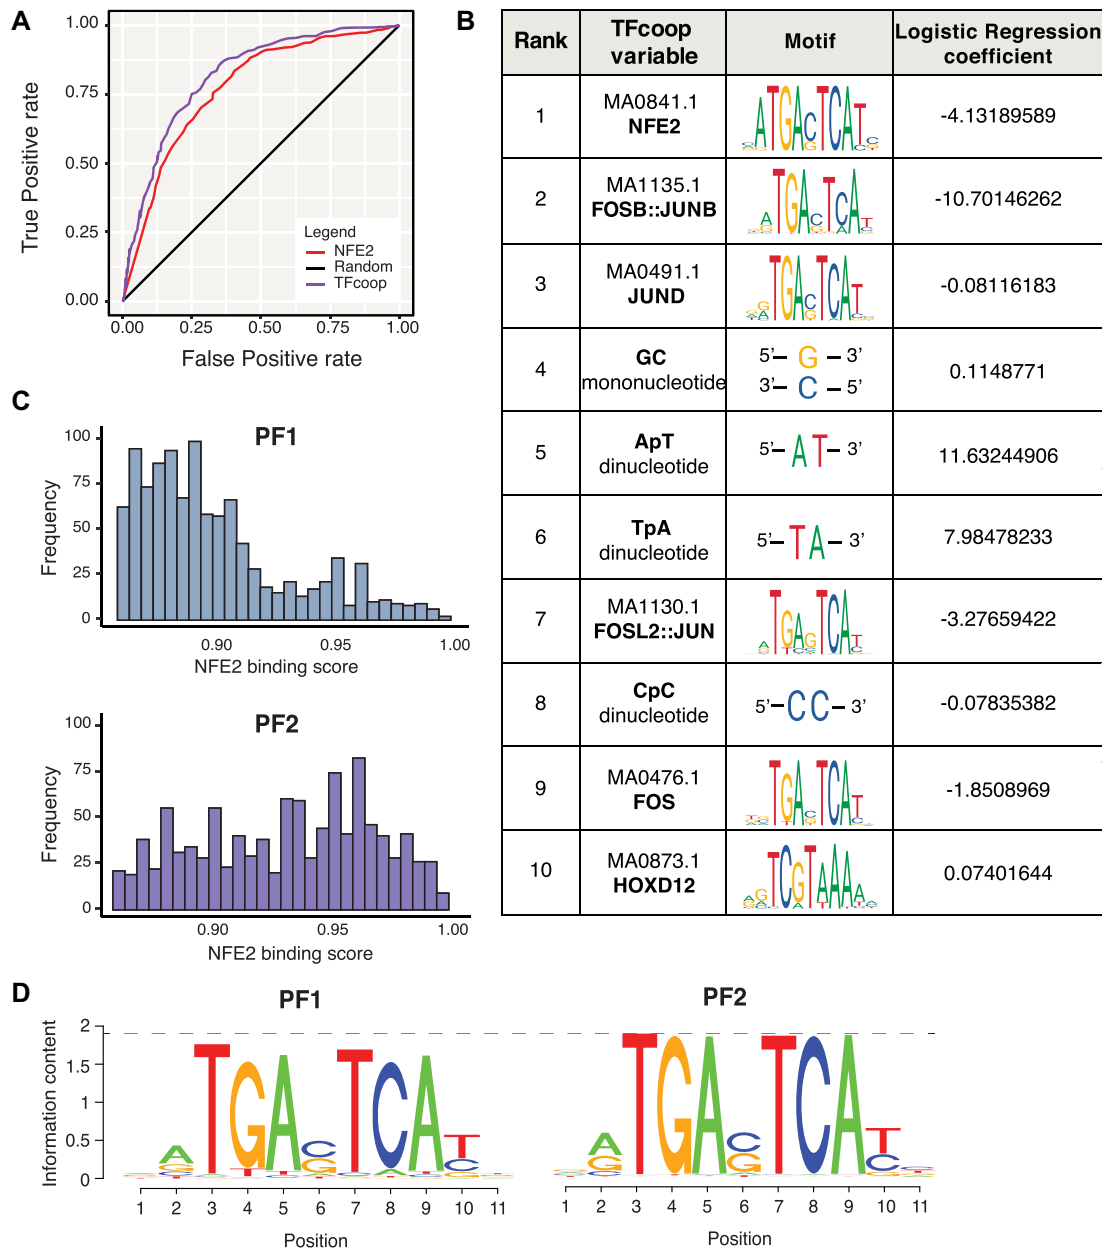 A
True Positive rate
1.00
0.75
0.50
0.25
0.00
Legend
NFE2
Random
TFcoop
0.00 0.25 0.50 0.75 1.00
False Positive rate
B
Rank TFcoop variable Motif Logistic Regression coefficient
1 MA0841.1 NFE2 -4.13189589
2 MA1135.1 FOSB::JUNB -10.70146262
3 MA0491.1 JUND -0.08116183
4 GC mononucleotide 5'– G – 3' 3'– C – 5' 0.1148771
5 ApT dinucleotide 5'– A T – 3' 11.63244906
6 TpA dinucleotide 5'– T A – 3' 7.98478233
7 MA1130.1 FOSL2::JUN -3.27659422
8 CpC dinucleotide 5'– C C – 3' -0.07835382
9 MA0476.1 FOS -1.8508969
10 MA0873.1 HOXD12 0.07401644
C
PF1
Frequency
100
75
50
25
0
0.90 0.95 1.00
NFE2 binding score
PF2
Frequency
100
75
50
25
0
0.90 0.95 1.00
NFE2 binding score
D
PF1
PF2
Information content
2
1.5
1
0.5
0
A T G A C T C A T
G G C
1 2 3 4 5 6 7 8 9 10 11
Position
A T G A C T C A T
G G C
1 2 3 4 5 6 7 8 9 10 11
Position